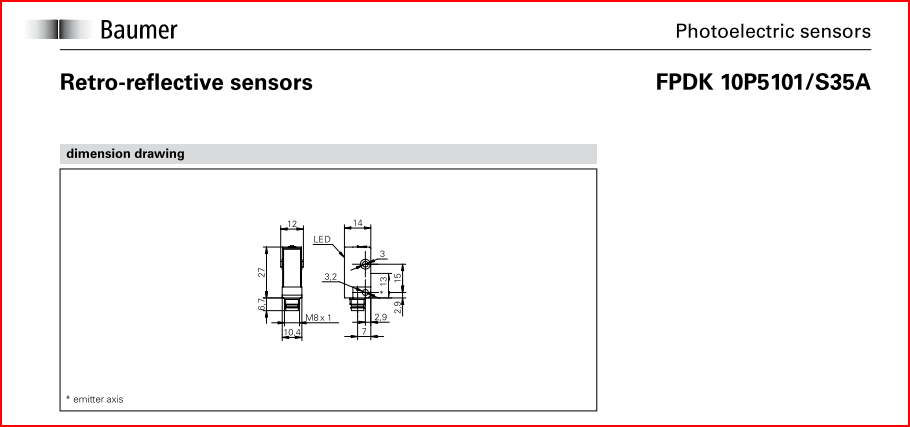 Baumer
Photoelectric sensors
Retro-reflective sensors
FPDK 10P5101/S35A
dimension drawing
12
14
LED
3
27
3,2
* 13
15
6,7
2,9
M8 x 1
2,9
10,4
7
* emitter axis